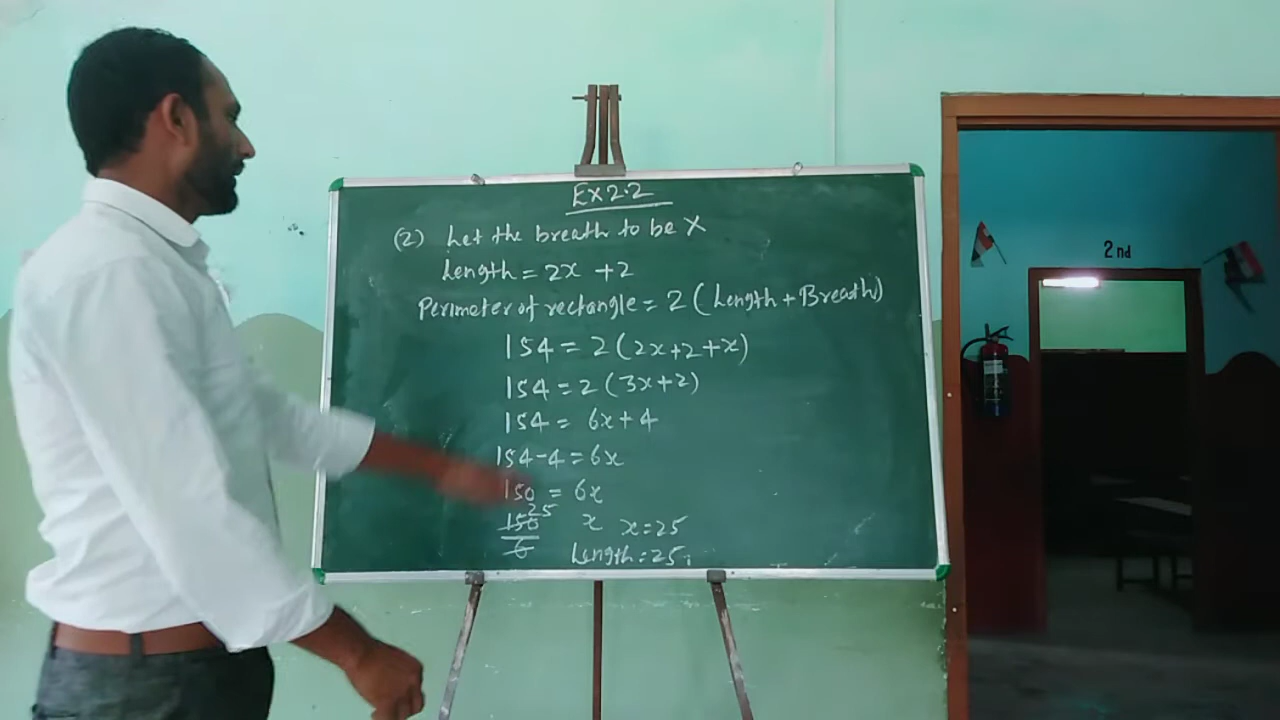 Ex 2.2
(2) Let the breath to be X
Length = 2x + 2
Perimeter of rectangle = 2 (Length + Breath)
154 = 2 (2x+2+x)
154 = 2 (3x+2)
154 = 6x + 4
154-4 = 6x
150 = 6x
25
150 x x=25
6 Length = 25
2nd